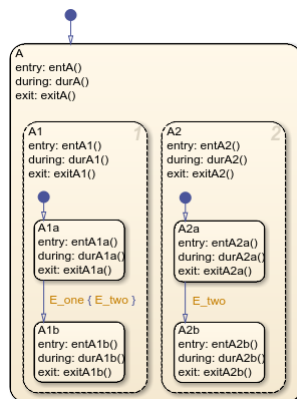 A
entry: entA()
during: durA()
exit: exitA()
A1
1
entry: entA1()
during: durA1()
exit: exitA1()
A1a
entry: entA1a()
during: durA1a()
exit: exitA1a()
E_one { E_two }
A1b
entry: entA1b()
during: durA1b()
exit: exitA1b()
A2
2
entry: entA2()
during: durA2()
exit: exitA2()
A2a
entry: entA2a()
during: durA2a()
exit: exitA2a()
E_two
A2b
entry: entA2b()
during: durA2b()
exit: exitA2b()